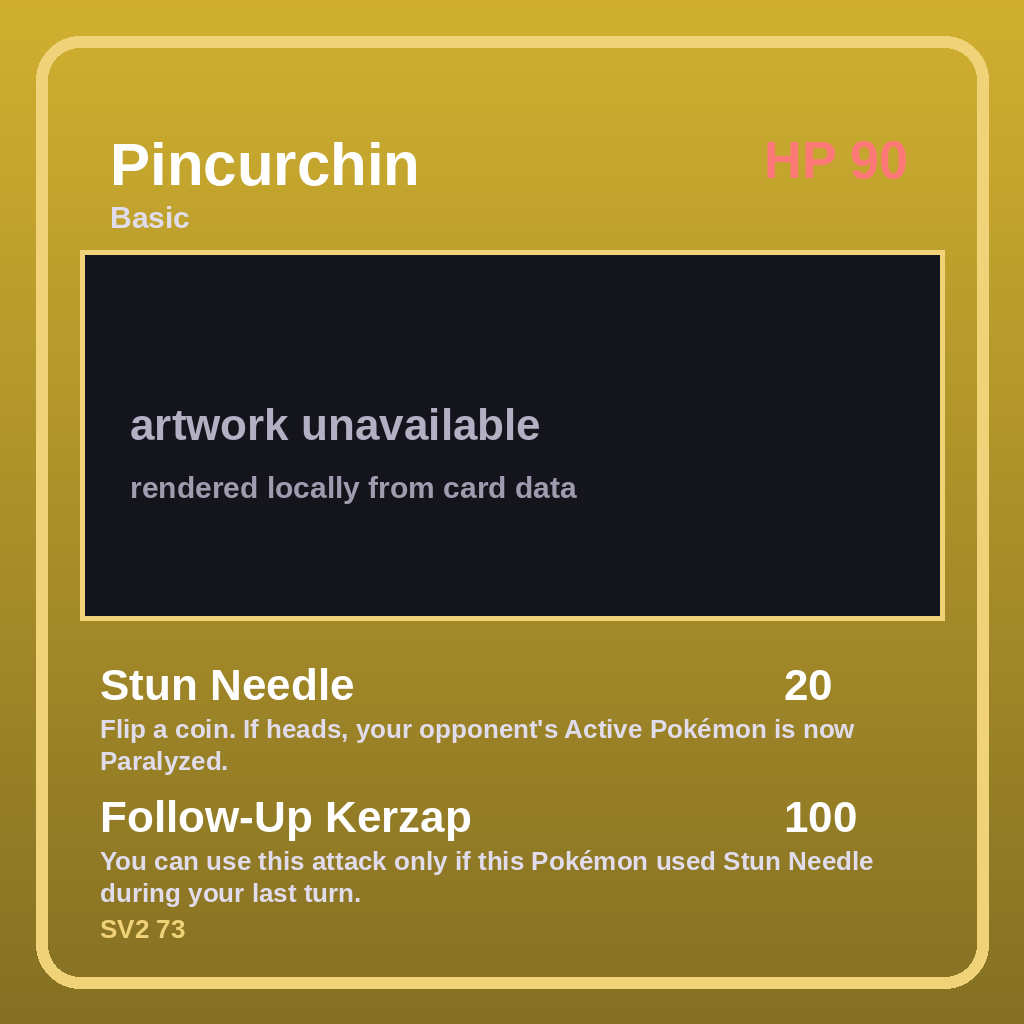 Pincurchin
HP 90
Basic
artwork unavailable
rendered locally from card data
Stun Needle 20
Flip a coin. If heads, your opponent's Active Pokémon is now
Paralyzed.
Follow-Up Kerzap 100
You can use this attack only if this Pokémon used Stun Needle
during your last turn.
SV2 73